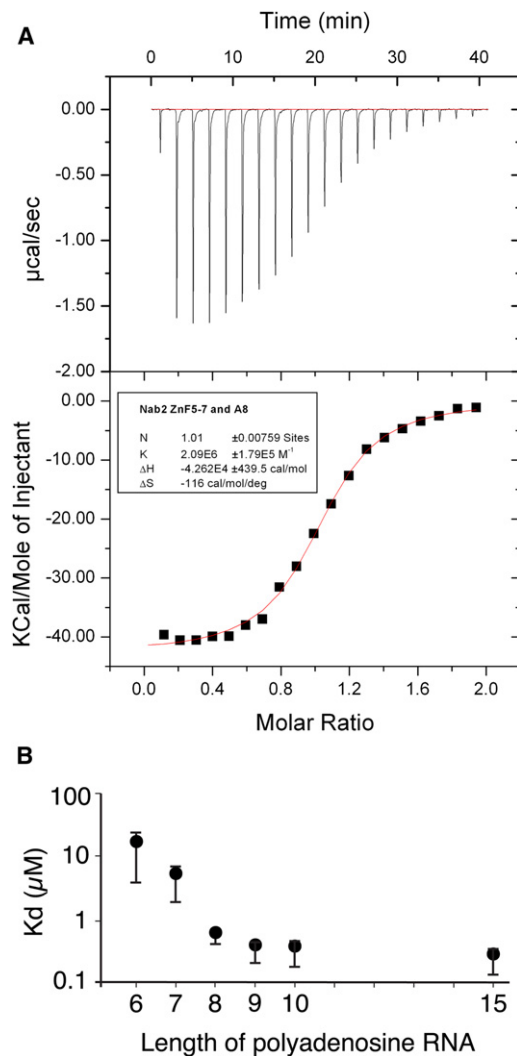 A
Time (min)
0 10 20 30 40
0.00
-0.50
-1.00
-1.50
-2.00
µcal/sec
Nab2 ZnF5-7 and A8
N 1.01 ±0.00759 Sites
K 2.09E6 ±1.79E5 M⁻¹
ΔH -4.262E4 ±439.5 cal/mol
ΔS -116 cal/mol/deg
0.00
-10.00
-20.00
-30.00
-40.00
KCal/Mole of Injectant
0.0 0.4 0.8 1.2 1.6 2.0
Molar Ratio
B
100
10
1
0.1
Kd (µM)
6 7 8 9 10 15
Length of polyadenosine RNA